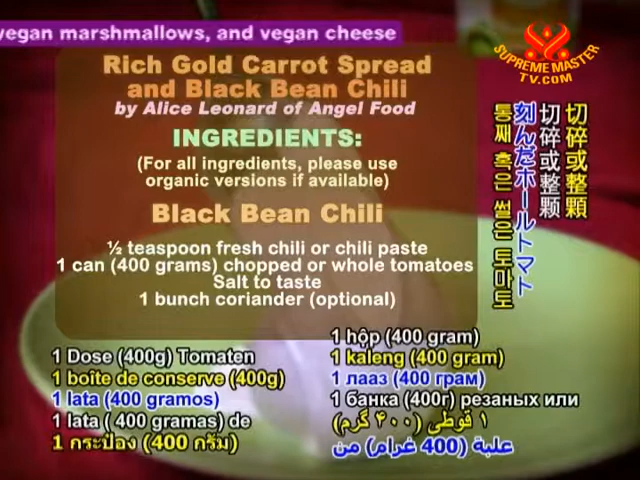 vegan marshmallows, and vegan cheese
SUPREME MASTER
TV.COM
Rich Gold Carrot Spread
and Black Bean Chili
by Alice Leonard of Angel Food
INGREDIENTS:
(For all ingredients, please use
organic versions if available)
Black Bean Chili
½ teaspoon fresh chili or chili paste
1 can (400 grams) chopped or whole tomatoes
Salt to taste
1 bunch coriander (optional)
切碎或整顆
切碎或整颗
刻んだホールトマト
통째 혹은 썰은 토마토
1 Dose (400g) Tomaten
1 boîte de conserve (400g)
1 lata (400 gramos)
1 lata ( 400 gramas) de
1 กระป๋อง (400 กรัม)
1 hộp (400 gram)
1 kaleng (400 gram)
1 лааз (400 грам)
1 банка (400г) резаных или
۱ قوطی (۴۰۰ گرم)
علبة (400 غرام) من